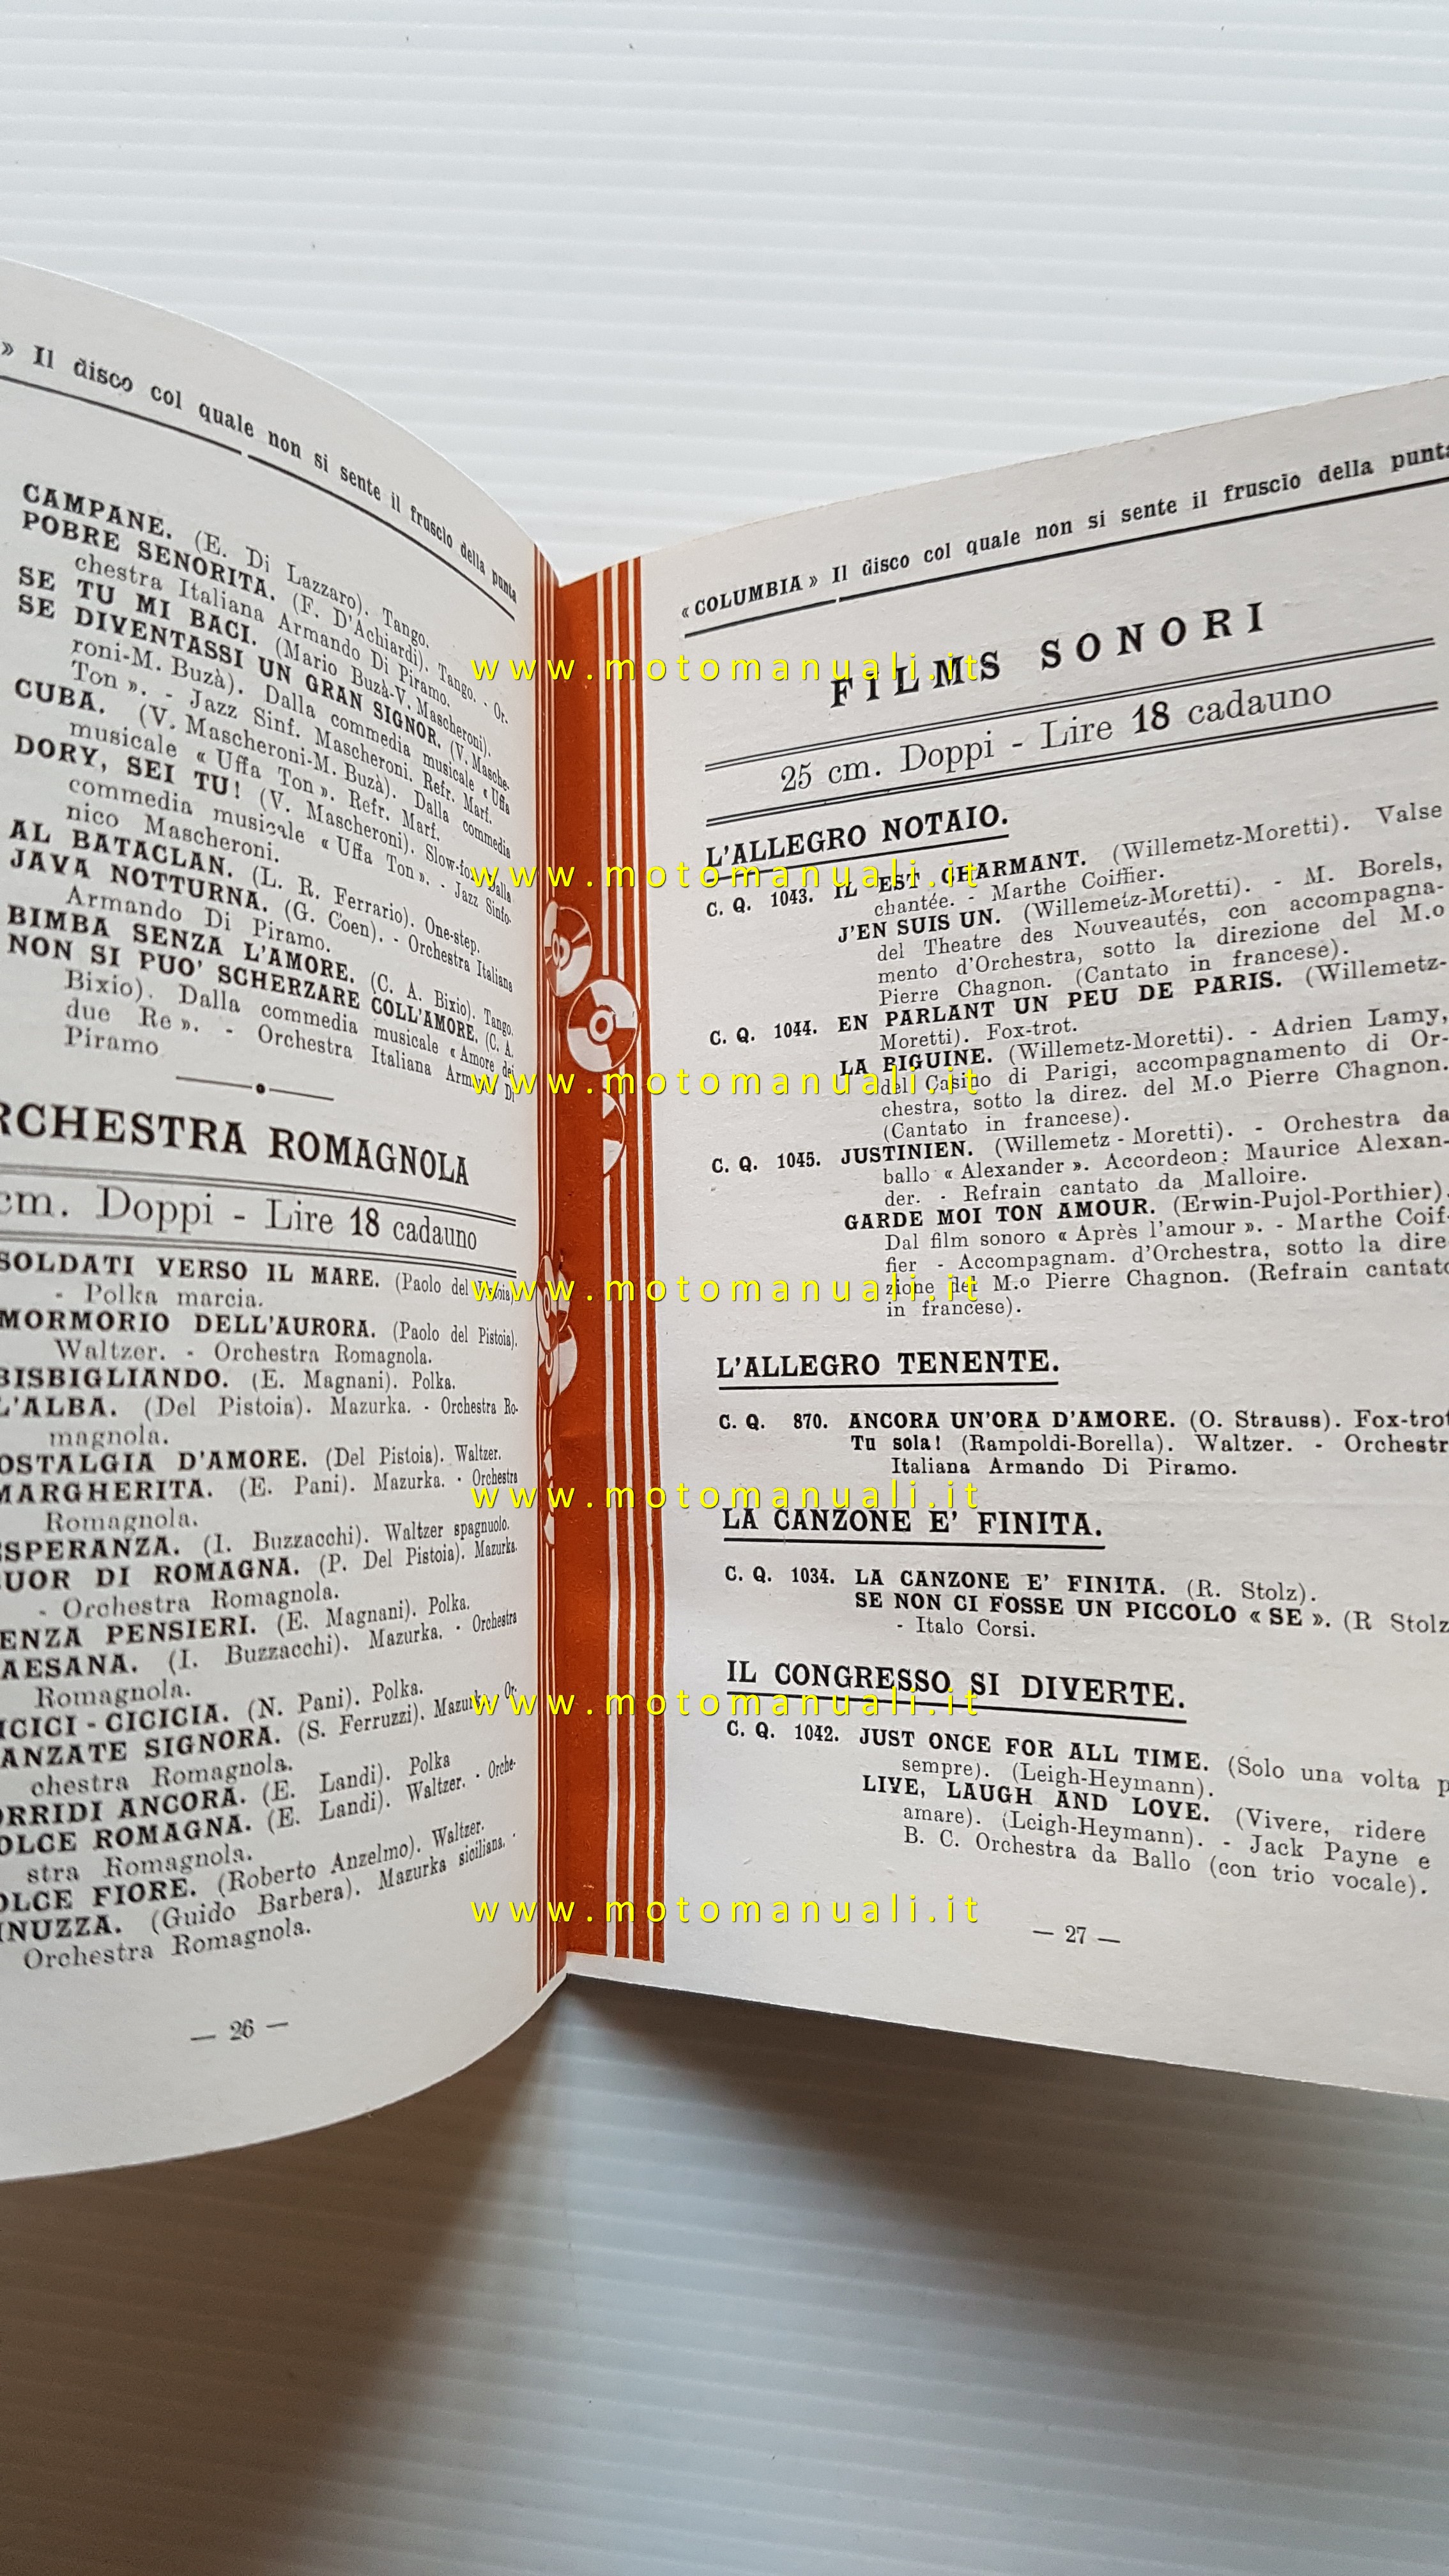 » Il disco col quale non si sente il fruscio della punta
CAMPANE. (E. Di Lazzaro). Tango.
POBRE SENORITA. (F. D'Achiardi). Tango. - Or-
chestra Italiana Armando Di Piramo.
SE TU MI BACI. (Mario Buzà-V. Mascheroni).
SE DIVENTASSI UN GRAN SIGNOR. (V. Masche-
roni-M. Buzà). Dalla commedia musicale « Uffa
Ton ». - Jazz Sinf. Mascheroni. Refr. Marf.
CUBA. (V. Mascheroni-M. Buzà). Dalla commedia
musicale « Uffa Ton ». Refr. Marf.
DORY, SEI TU! (V. Mascheroni). Slow-fox. Dalla
commedia musicale « Uffa Ton ». - Jazz Sinfo-
nico Mascheroni.
AL BATACLAN. (L. R. Ferrario). One-step.
JAVA NOTTURNA. (G. Coen). - Orchestra Italiana
Armando Di Piramo.
BIMBA SENZA L'AMORE. (C. A. Bixio). Tango.
NON SI PUO' SCHERZARE COLL'AMORE. (C. A.
Bixio). Dalla commedia musicale « Amore dei
due Re ». - Orchestra Italiana Arm. Di
Piramo
RCHESTRA ROMAGNOLA
cm. Doppi - Lire 18 cadauno
SOLDATI VERSO IL MARE. (Paolo del Pistoia)
- Polka marcia.
MORMORIO DELL'AURORA. (Paolo del Pistoia).
Waltzer. - Orchestra Romagnola.
BISBIGLIANDO. (E. Magnani). Polka.
L'ALBA. (Del Pistoia). Mazurka. - Orchestra Ro-
magnola.
OSTALGIA D'AMORE. (Del Pistoia). Waltzer.
MARGHERITA. (E. Pani). Mazurka. - Orchestra
Romagnola.
SPERANZA. (I. Buzzacchi). Waltzer spagnuolo.
UOR DI ROMAGNA. (P. Del Pistoia). Mazurka.
- Orchestra Romagnola.
ENZA PENSIERI. (E. Magnani). Polka.
AESANA. (I. Buzzacchi). Mazurka. - Orchestra
Romagnola.
ICICI - CICICIA. (N. Pani). Polka.
ANZATE SIGNORA. (S. Ferruzzi). Mazurka. - Or-
chestra Romagnola.
ORRIDI ANCORA. (E. Landi). Polka
OLCE ROMAGNA. (E. Landi). Waltzer. - Orche-
stra Romagnola.
OLCE FIORE. (Roberto Anzelmo). Waltzer.
INUZZA. (Guido Barbera). Mazurka siciliana. -
Orchestra Romagnola.
— 26 —
« COLUMBIA » Il disco col quale non si sente il fruscio della punta
FILMS SONORI
25 cm. Doppi - Lire 18 cadauno
L'ALLEGRO NOTAIO.
C. Q. 1043. IL EST CHARMANT. (Willemetz-Moretti). Valse
chantée. - Marthe Coiffier.
J'EN SUIS UN. (Willemetz-Moretti). - M. Borels,
del Theatre des Nouveautés, con accompagna-
mento d'Orchestra, sotto la direzione del M.o
Pierre Chagnon. (Cantato in francese).
C. Q. 1044. EN PARLANT UN PEU DE PARIS. (Willemetz-
Moretti). Fox-trot.
LA BIGUINE. (Willemetz-Moretti). - Adrien Lamy,
del Casino di Parigi, accompagnamento di Or-
chestra, sotto la direz. del M.o Pierre Chagnon.
(Cantato in francese).
C. Q. 1045. JUSTINIEN. (Willemetz - Moretti). - Orchestra da
ballo « Alexander ». Accordeon: Maurice Alexan-
der. - Refrain cantato da Malloire.
GARDE MOI TON AMOUR. (Erwin-Pujol-Porthier).
Dal film sonoro « Après l'amour ». - Marthe Coif-
fier - Accompagnam. d'Orchestra, sotto la dire-
zione del M.o Pierre Chagnon. (Refrain cantato
in francese).
L'ALLEGRO TENENTE.
C. Q. 870. ANCORA UN'ORA D'AMORE. (O. Strauss). Fox-trot
Tu sola! (Rampoldi-Borella). Waltzer. - Orchestr
Italiana Armando Di Piramo.
LA CANZONE E' FINITA.
C. Q. 1034. LA CANZONE E' FINITA. (R. Stolz).
SE NON CI FOSSE UN PICCOLO « SE ». (R Stolz
- Italo Corsi.
IL CONGRESSO SI DIVERTE.
C. Q. 1042. JUST ONCE FOR ALL TIME. (Solo una volta p
sempre). (Leigh-Heymann).
LIVE, LAUGH AND LOVE. (Vivere, ridere
amare). (Leigh-Heymann). - Jack Payne e
B. C. Orchestra da Ballo (con trio vocale).
— 27 —
www.motomanuali.it
www.motomanuali.it
www.motomanuali.it
www.motomanuali.it
www.motomanuali.it
www.motomanuali.it
www.motomanuali.it